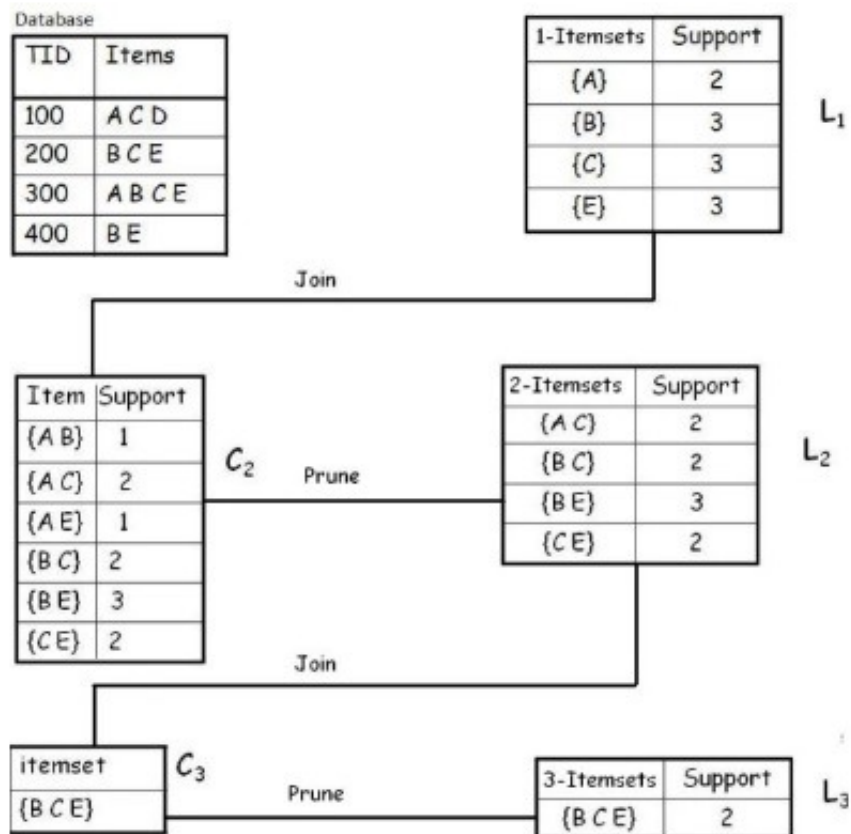 Database
TID Items
100 A C D
200 B C E
300 A B C E
400 B E
1-Itemsets Support
{A} 2
{B} 3
{C} 3
{E} 3
L1
Join
Item Support
{A B} 1
{A C} 2
{A E} 1
{B C} 2
{B E} 3
{C E} 2
C2
Prune
2-Itemsets Support
{A C} 2
{B C} 2
{B E} 3
{C E} 2
L2
Join
itemset
{B C E}
C3
Prune
3-Itemsets Support
{B C E} 2
L3